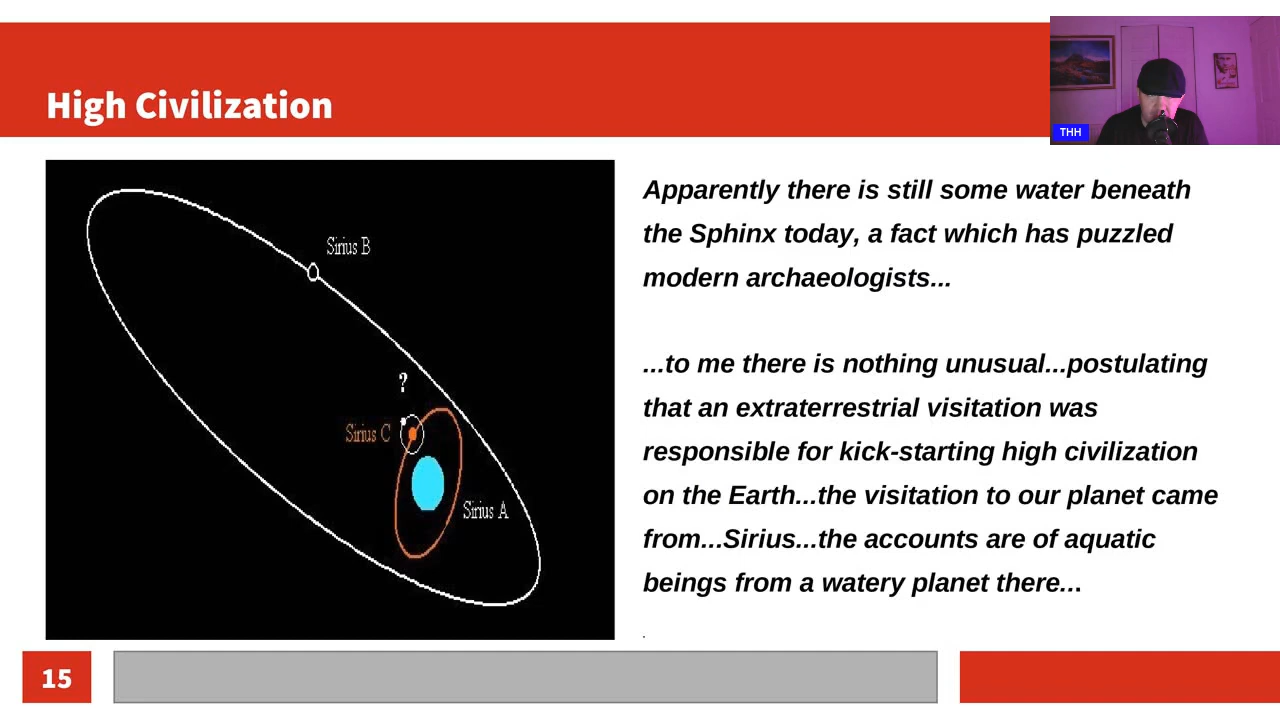 High Civilization
THH
Sirius B
?
Sirius C
Sirius A
Apparently there is still some water beneath
the Sphinx today, a fact which has puzzled
modern archaeologists...
...to me there is nothing unusual...postulating
that an extraterrestrial visitation was
responsible for kick-starting high civilization
on the Earth...the visitation to our planet came
from...Sirius...the accounts are of aquatic
beings from a watery planet there...
.
15